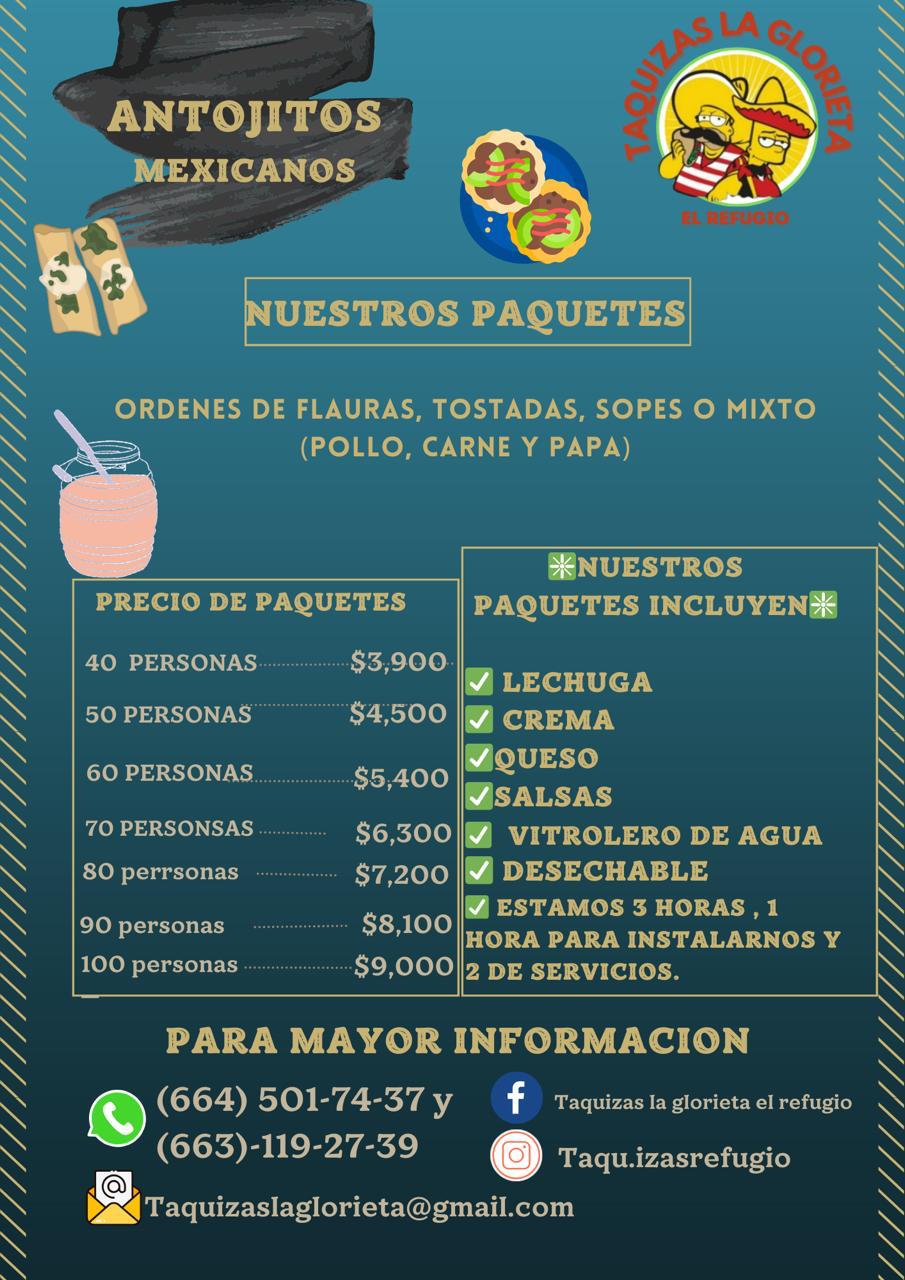 TAQUIZAS LA GLORIETA
EL REFUGIO
ANTOJITOS
MEXICANOS
NUESTROS PAQUETES
ORDENES DE FLAURAS, TOSTADAS, SOPES O MIXTO
(POLLO, CARNE Y PAPA)
PRECIO DE PAQUETES
40 PERSONAS.....................$3,900
50 PERSONAS.....................$4,500
60 PERSONAS.....................$5,400
70 PERSONSAS ............ $6,300
80 perrsonas .............. $7,200
90 personas ................ $8,100
100 personas ..................$9,000
NUESTROS
PAQUETES INCLUYEN
✅ LECHUGA
✅ CREMA
✅QUESO
✅SALSAS
✅ VITROLERO DE AGUA
✅ DESECHABLE
✅ ESTAMOS 3 HORAS , 1
HORA PARA INSTALARNOS Y
2 DE SERVICIOS.
PARA MAYOR INFORMACION
(664) 501-74-37 y
(663)-119-27-39
Taquizaslaglorieta@gmail.com
Taquizas la glorieta el refugio
Taqu.izasrefugio